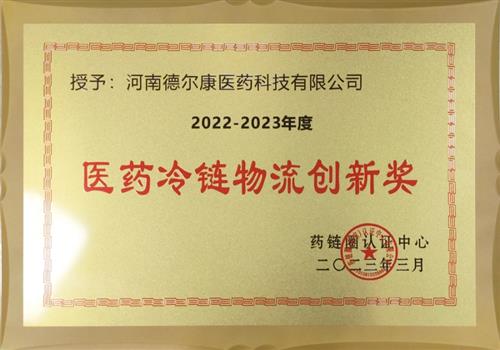 授予：河南德尔康医药科技有限公司
2022-2023年度
医药冷链物流创新奖
药链圈认证中心
二〇二三年三月